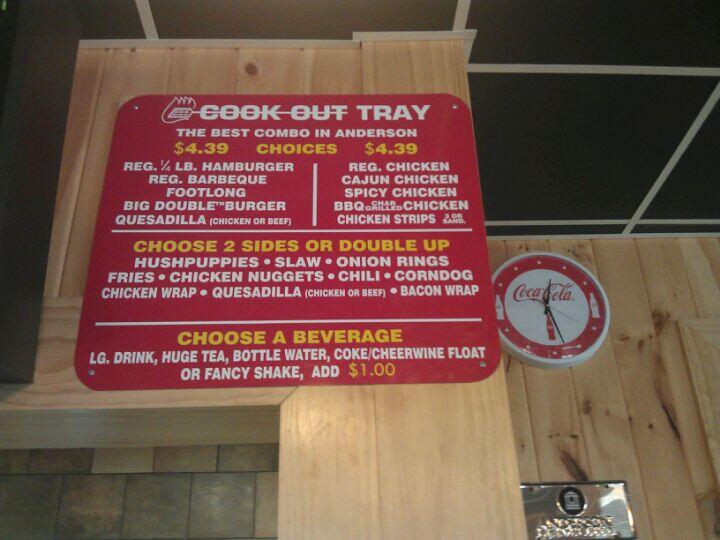 COOK OUT TRAY
THE BEST COMBO IN ANDERSON
$4.39 CHOICES $4.39
REG. ¼ LB. HAMBURGER
REG. BARBEQUE
FOOTLONG
BIG DOUBLE™BURGER
QUESADILLA (CHICKEN OR BEEF)
REG. CHICKEN
CAJUN CHICKEN
SPICY CHICKEN
BBQ CHAR GRILLED CHICKEN
CHICKEN STRIPS 3 OR SAND.
CHOOSE 2 SIDES OR DOUBLE UP
HUSHPUPPIES • SLAW • ONION RINGS
FRIES • CHICKEN NUGGETS • CHILI • CORNDOG
CHICKEN WRAP • QUESADILLA (CHICKEN OR BEEF) • BACON WRAP
CHOOSE A BEVERAGE
LG. DRINK, HUGE TEA, BOTTLE WATER, COKE/CHEERWINE FLOAT
OR FANCY SHAKE, ADD $1.00
Coca-Cola